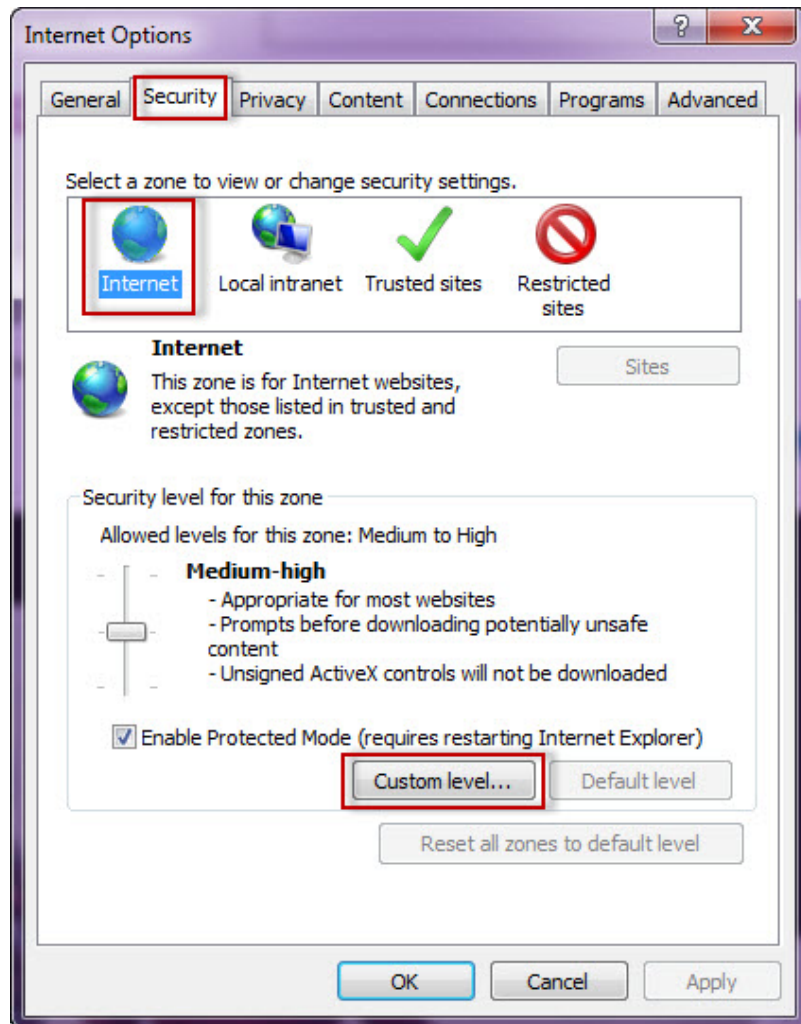 Internet Options
?
X
General Security Privacy Content Connections Programs Advanced
Select a zone to view or change security settings.
Internet Local intranet Trusted sites Restricted
sites
Internet
Sites
This zone is for Internet websites,
except those listed in trusted and
restricted zones.
Security level for this zone
Allowed levels for this zone: Medium to High
Medium-high
- Appropriate for most websites
- Prompts before downloading potentially unsafe
content
- Unsigned ActiveX controls will not be downloaded
Enable Protected Mode (requires restarting Internet Explorer)
Custom level... Default level
Reset all zones to default level
OK Cancel Apply